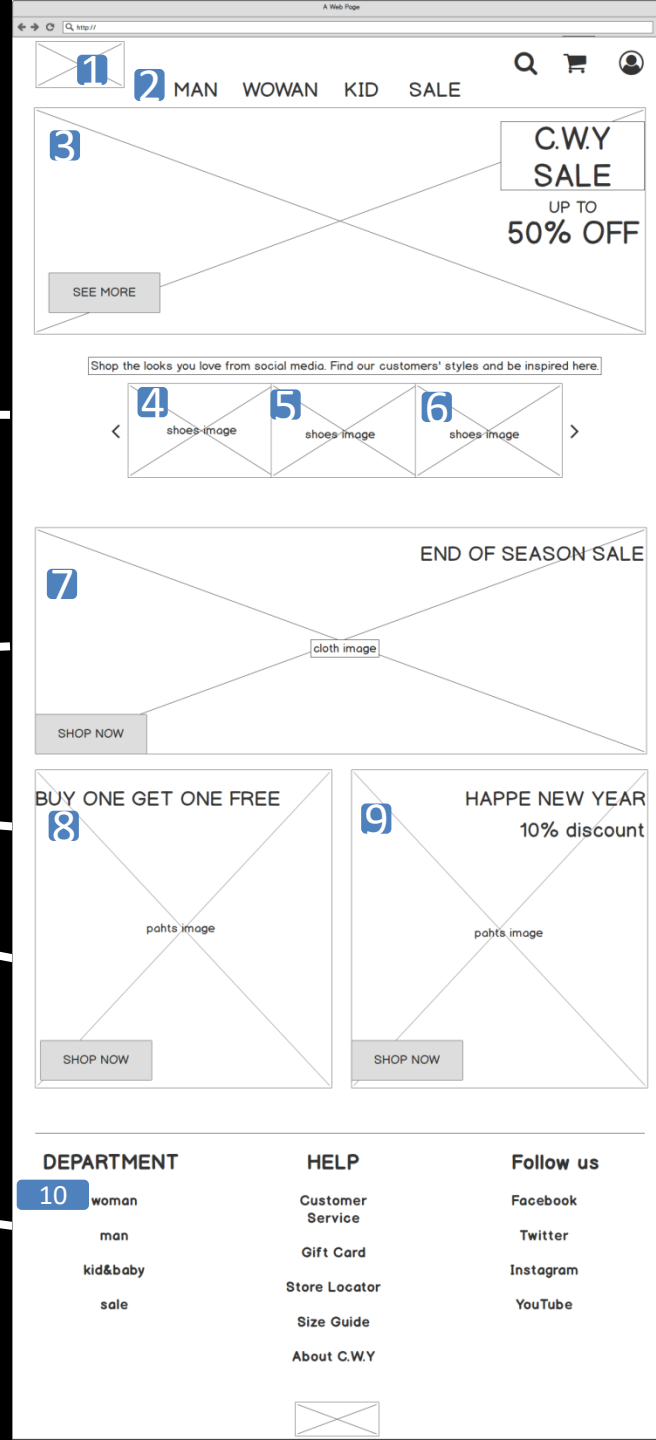 A Web Page
http://
1
2 MAN WOWAN KID SALE
3
C.W.Y
SALE
UP TO
50% OFF
SEE MORE
Shop the looks you love from social media. Find our customers' styles and be inspired here.
4 5 6
shoes image shoes image shoes image
END OF SEASON SALE
7
cloth image
SHOP NOW
BUY ONE GET ONE FREE
8
pahts image
SHOP NOW
HAPPE NEW YEAR
9
10% discount
pahts image
SHOP NOW
DEPARTMENT
10 woman
man
kid&baby
sale
HELP
Customer
Service
Gift Card
Store Locator
Size Guide
About C.W.Y
Follow us
Facebook
Twitter
Instagram
YouTube